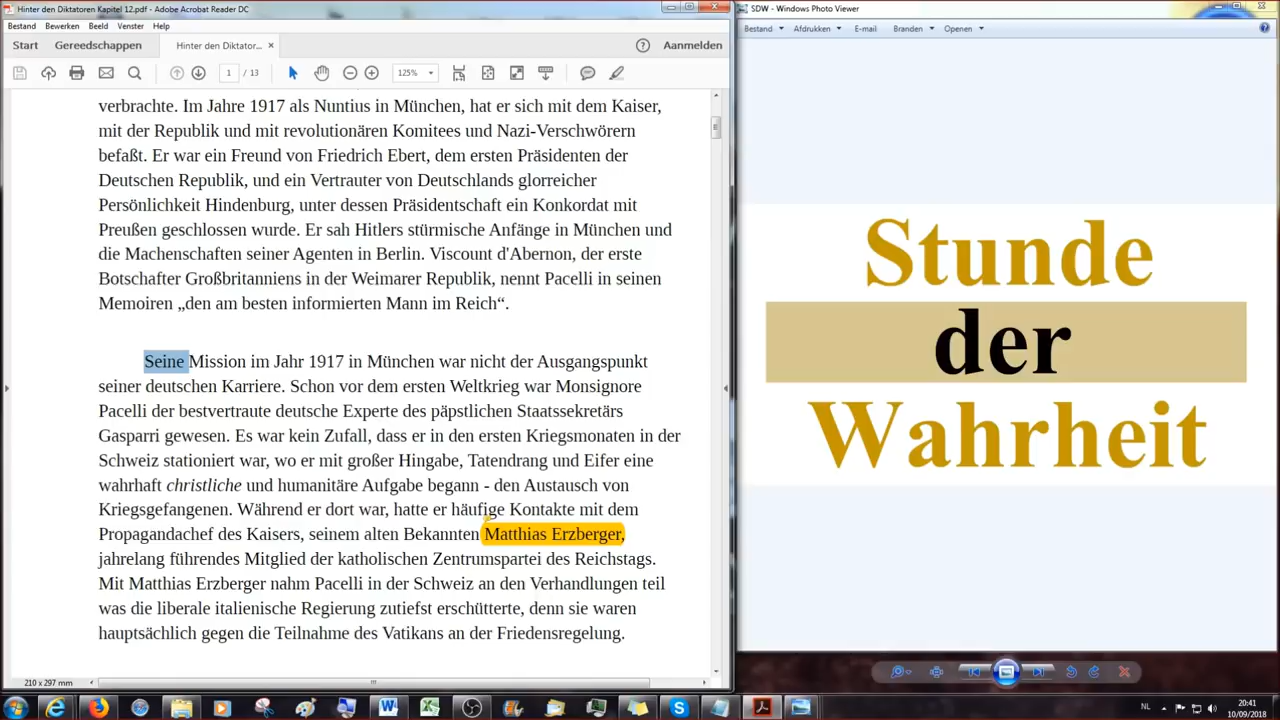 Hinter den Diktatoren Kapitel 12.pdf - Adobe Acrobat Reader DC
Bestand Bewerken Beeld Venster Help
Start Gereedschappen Hinter den Diktator... × Aanmelden
1 / 13 125%
verbrachte. Im Jahre 1917 als Nuntius in München, hat er sich mit dem Kaiser,
mit der Republik und mit revolutionären Komitees und Nazi-Verschwörern
befaßt. Er war ein Freund von Friedrich Ebert, dem ersten Präsidenten der
Deutschen Republik, und ein Vertrauter von Deutschlands glorreicher
Persönlichkeit Hindenburg, unter dessen Präsidentschaft ein Konkordat mit
Preußen geschlossen wurde. Er sah Hitlers stürmische Anfänge in München und
die Machenschaften seiner Agenten in Berlin. Viscount d'Abernon, der erste
Botschafter Großbritanniens in der Weimarer Republik, nennt Pacelli in seinen
Memoiren „den am besten informierten Mann im Reich“.
Seine Mission im Jahr 1917 in München war nicht der Ausgangspunkt
seiner deutschen Karriere. Schon vor dem ersten Weltkrieg war Monsignore
Pacelli der bestvertraute deutsche Experte des päpstlichen Staatssekretärs
Gasparri gewesen. Es war kein Zufall, dass er in den ersten Kriegsmonaten in der
Schweiz stationiert war, wo er mit großer Hingabe, Tatendrang und Eifer eine
wahrhaft christliche und humanitäre Aufgabe begann - den Austausch von
Kriegsgefangenen. Während er dort war, hatte er häufige Kontakte mit dem
Propagandachef des Kaisers, seinem alten Bekannten Matthias Erzberger,
jahrelang führendes Mitglied der katholischen Zentrumspartei des Reichstags.
Mit Matthias Erzberger nahm Pacelli in der Schweiz an den Verhandlungen teil
was die liberale italienische Regierung zutiefst erschütterte, denn sie waren
hauptsächlich gegen die Teilnahme des Vatikans an der Friedensregelung.
210 x 297 mm
SDW - Windows Photo Viewer
Bestand Afdrukken E-mail Branden Openen
Stunde
der
Wahrheit
NL 20:41
10/09/2018